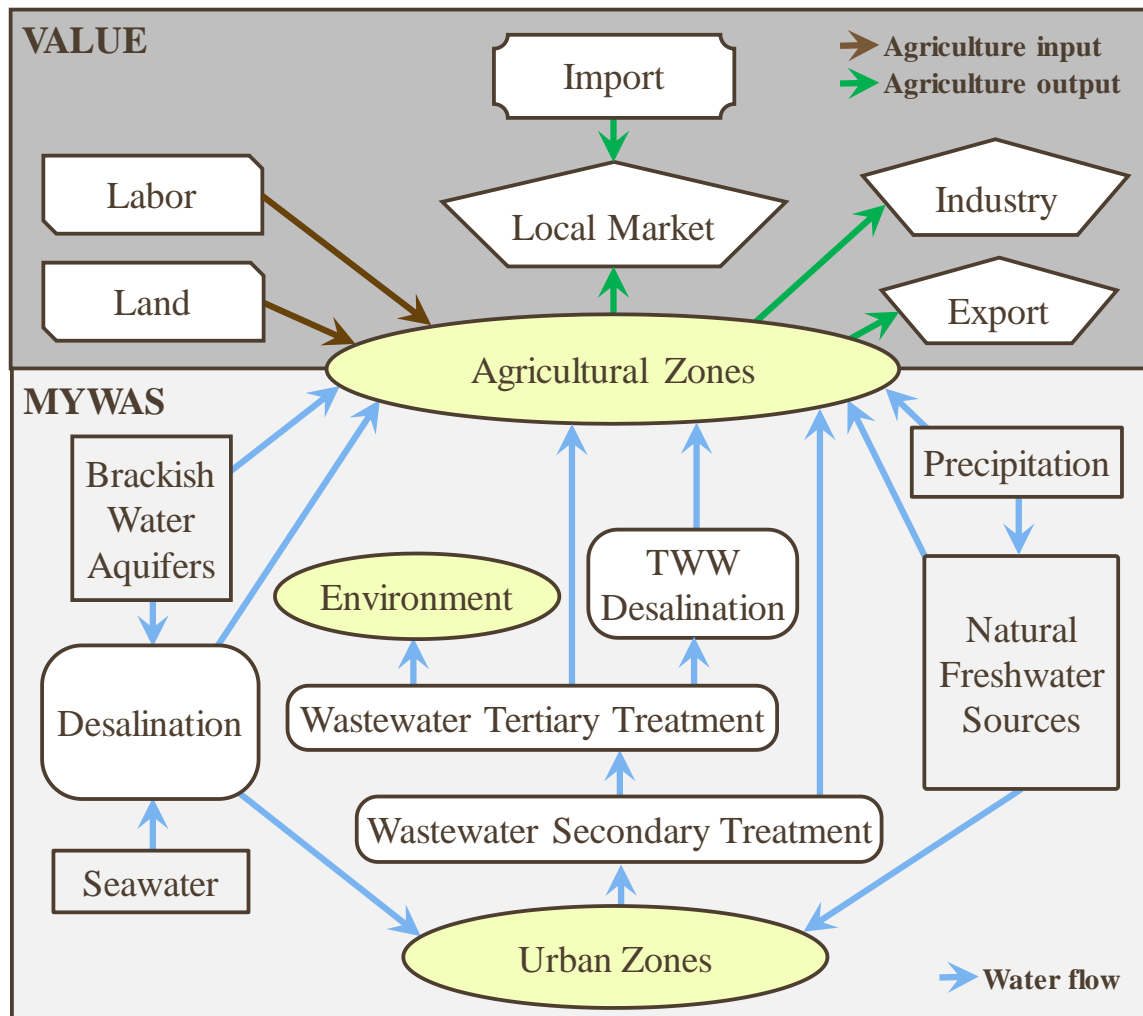 VALUE
Agriculture input
Agriculture output
Import
Labor
Local Market
Industry
Land
Export
Agricultural Zones
MYWAS
Brackish
Water
Aquifers
Precipitation
TWW
Desalination
Environment
Natural
Freshwater
Sources
Desalination
Wastewater Tertiary Treatment
Wastewater Secondary Treatment
Seawater
Urban Zones
Water flow